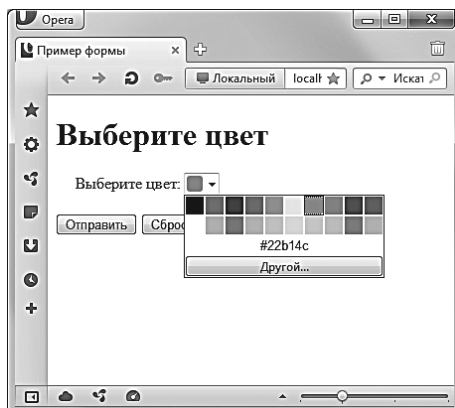 Opera
Пример формы
Локальный localh Искат
Выберите цвет
Выберите цвет:
Отправить Сброс
#22b14c
Другой...